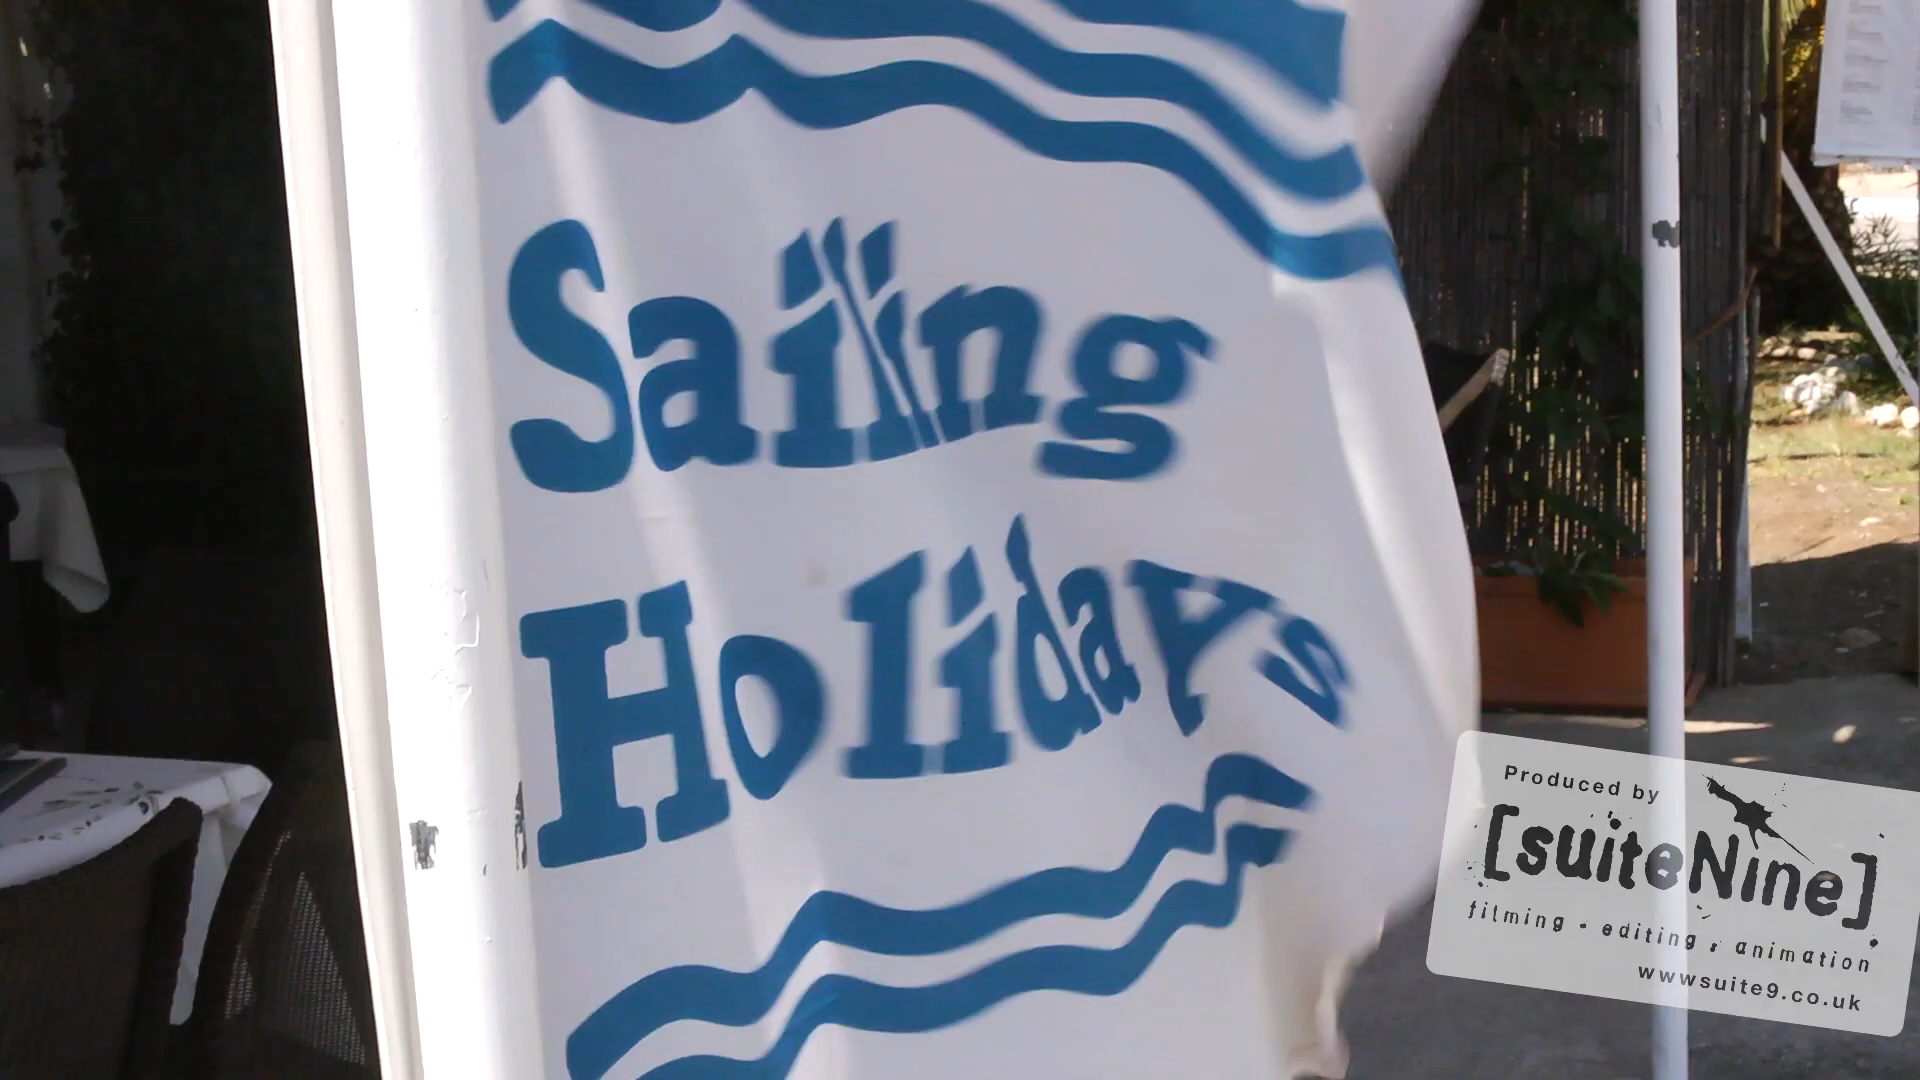 Sailing
Holidays
Produced by
[suiteNine]
filming • editing • animation
www.suite9.co.uk